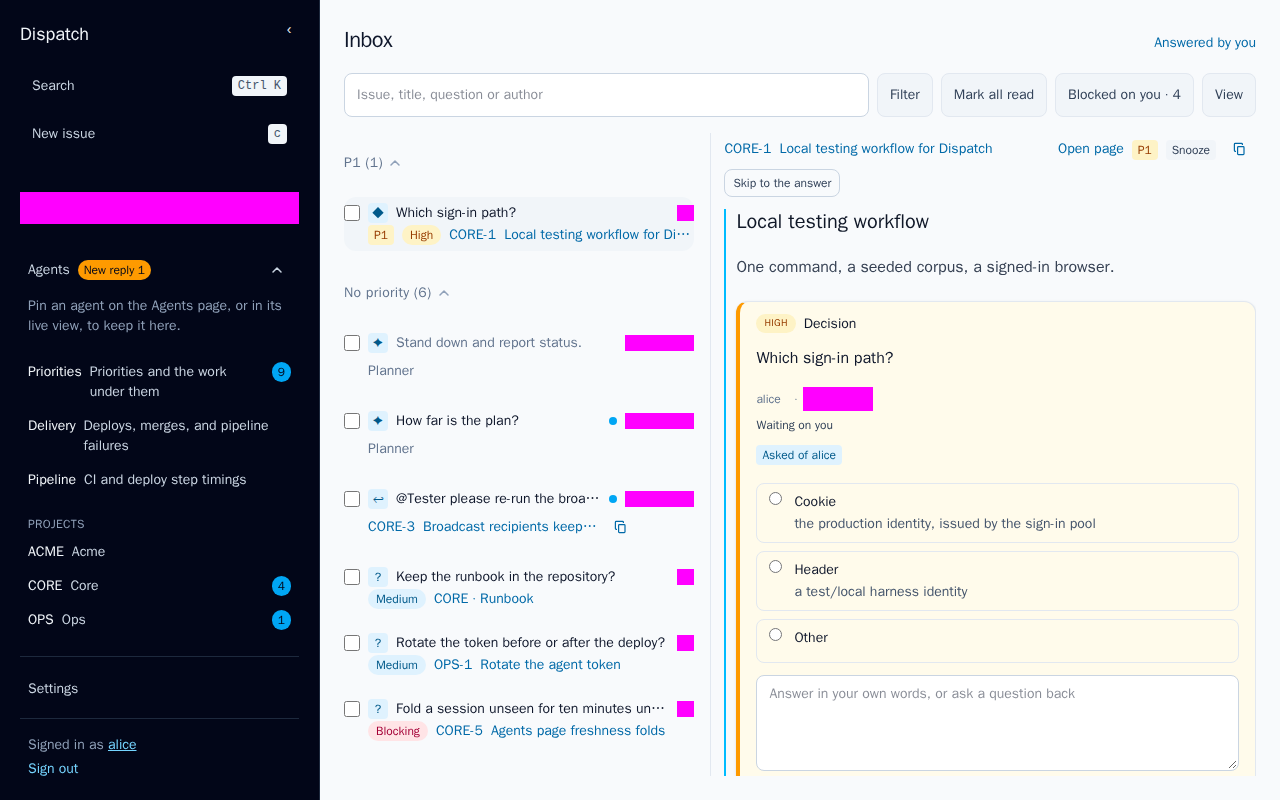 Dispatch
Search
Ctrl K
New issue
C
Agents
New reply 1
Pin an agent on the Agents page, or in its
live view, to keep it here.
Priorities Priorities and the work
under them
9
Delivery Deploys, merges, and pipeline
failures
Pipeline CI and deploy step timings
PROJECTS
ACME Acme
CORE Core
4
OPS Ops
1
Settings
Signed in as alice
Sign out
Inbox
Answered by you
Issue, title, question or author
Filter
Mark all read
Blocked on you · 4
View
P1 (1)
Which sign-in path?
P1 High CORE-1 Local testing workflow for Di…
No priority (6)
Stand down and report status.
Planner
How far is the plan?
Planner
@Tester please re-run the broa…
CORE-3 Broadcast recipients keep…
? Keep the runbook in the repository?
Medium CORE · Runbook
? Rotate the token before or after the deploy?
Medium OPS-1 Rotate the agent token
? Fold a session unseen for ten minutes un…
Blocking CORE-5 Agents page freshness folds
CORE-1 Local testing workflow for Dispatch
Open page
P1
Snooze
Skip to the answer
Local testing workflow
One command, a seeded corpus, a signed-in browser.
HIGH Decision
Which sign-in path?
alice ·
Waiting on you
Asked of alice
Cookie
the production identity, issued by the sign-in pool
Header
a test/local harness identity
Other
Answer in your own words, or ask a question back